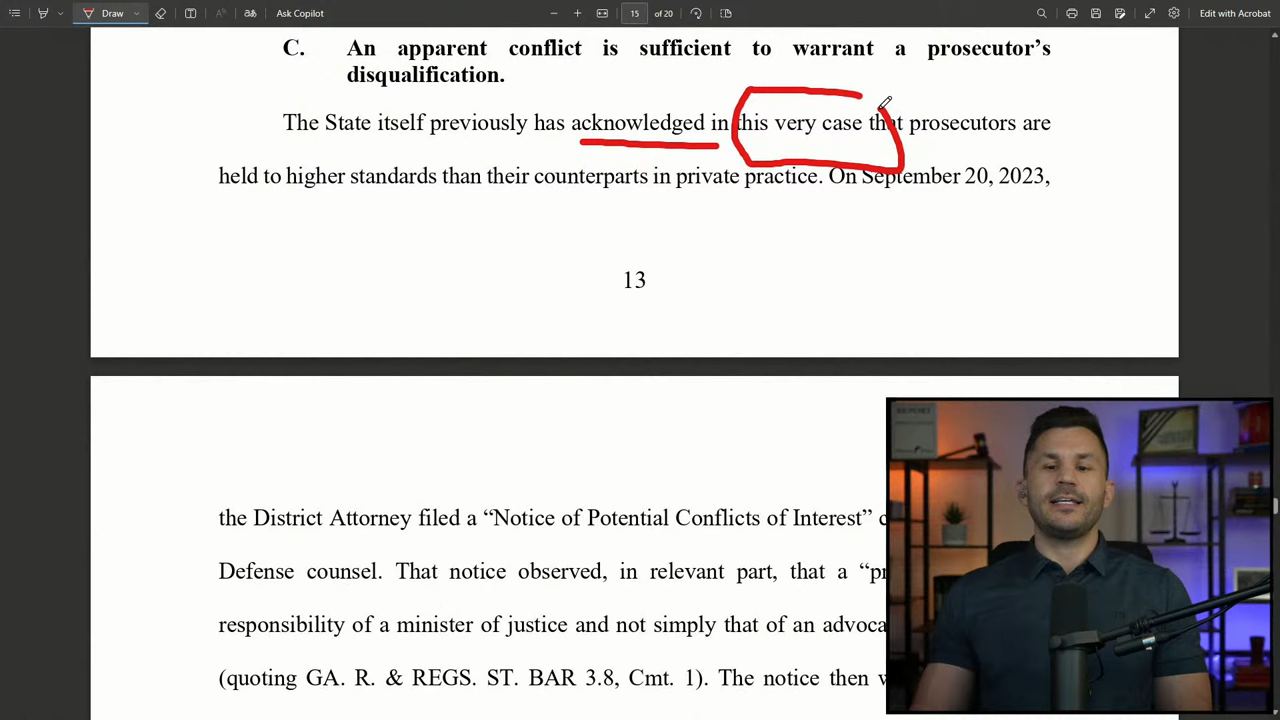 Draw
Ask Copilot
15 of 20
Edit with Acrobat
C. An apparent conflict is sufficient to warrant a prosecutor’s
disqualification.
The State itself previously has acknowledged in this very case that prosecutors are
held to higher standards than their counterparts in private practice. On September 20, 2023,
13
the District Attorney filed a “Notice of Potential Conflicts of Interest” c
Defense counsel. That notice observed, in relevant part, that a “pr
responsibility of a minister of justice and not simply that of an advoca
(quoting GA. R. & REGS. ST. BAR 3.8, Cmt. 1). The notice then w
REPORT